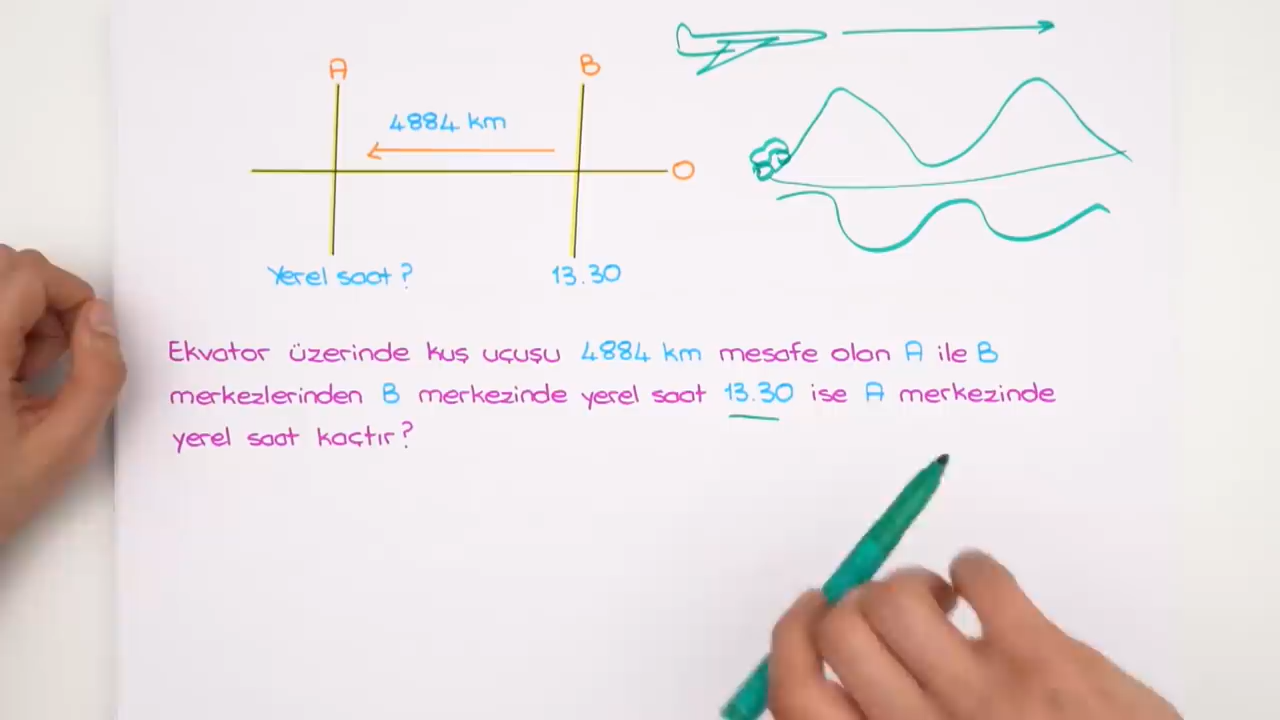 A
B
4884 km
O
Yerel saat?
13.30
Ekvator üzerinde kuş uçuşu 4884 km mesafe olan A ile B
merkezlerinden B merkezinde yerel saat 13.30 ise A merkezinde
yerel saat kaçtır?